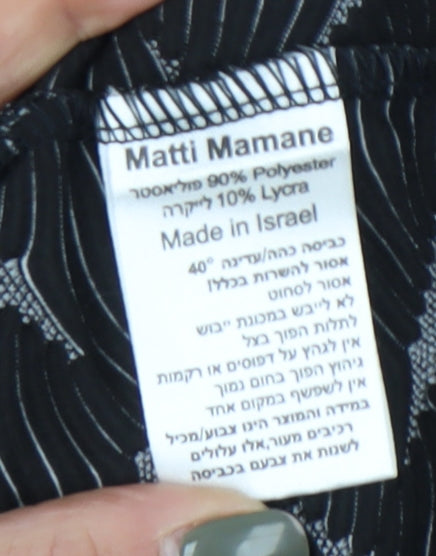 Matti Mamane
פוליאסטר 90% Polyester
לייקרה 10% Lycra
Made in Israel
כביסה כהה/עדינה 40°
אסור להשרות בכלל!
אסור לסחוט
לא לייבש במכונת ייבוש
לתלות הפוך בצל
אין לגהץ על דפוסים או רקמות
גיהוץ הפוך בחום נמוך
אין לשפשף במקום אחד
במידה והמוצר הינו צבוע/מכיל
רכיבים מעור,אלו עלולים
לשנות את צבעם בכביסה